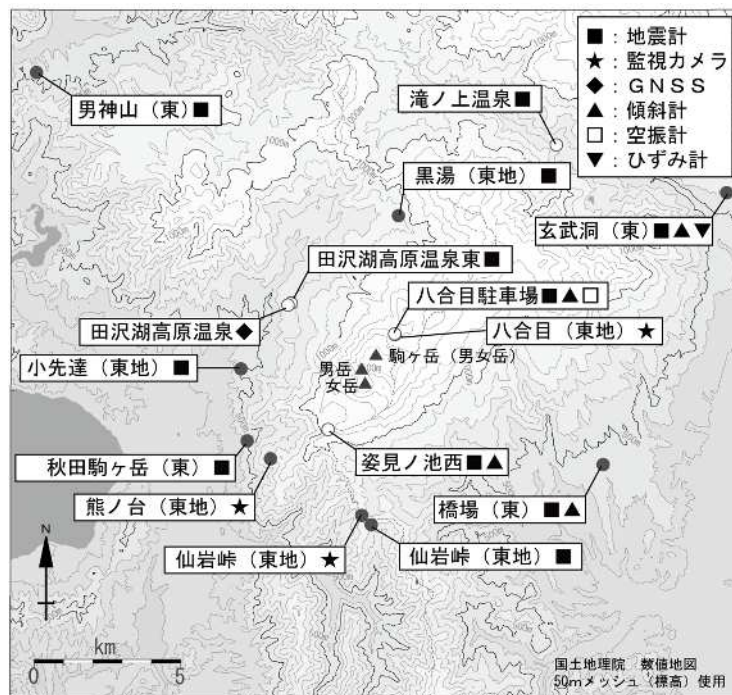 ■：地震計
★：監視カメラ
◆：ＧＮＳＳ
▲：傾斜計
□：空振計
▼：ひずみ計
男神山（東）■
滝ノ上温泉■
黒湯（東地）■
玄武洞（東）■▲▼
田沢湖高原温泉東■
八合目駐車場■▲□
田沢湖高原温泉◆
八合目（東地）★
駒ヶ岳（男女岳）
小先達（東地）■
男岳
女岳
秋田駒ヶ岳（東）■
姿見ノ池西■▲
熊ノ台（東地）★
橋場（東）■▲
仙岩峠（東地）★
仙岩峠（東地）■
N
km
0 5
国土地理院 数値地図
50mメッシュ（標高）使用
1000m
1000m